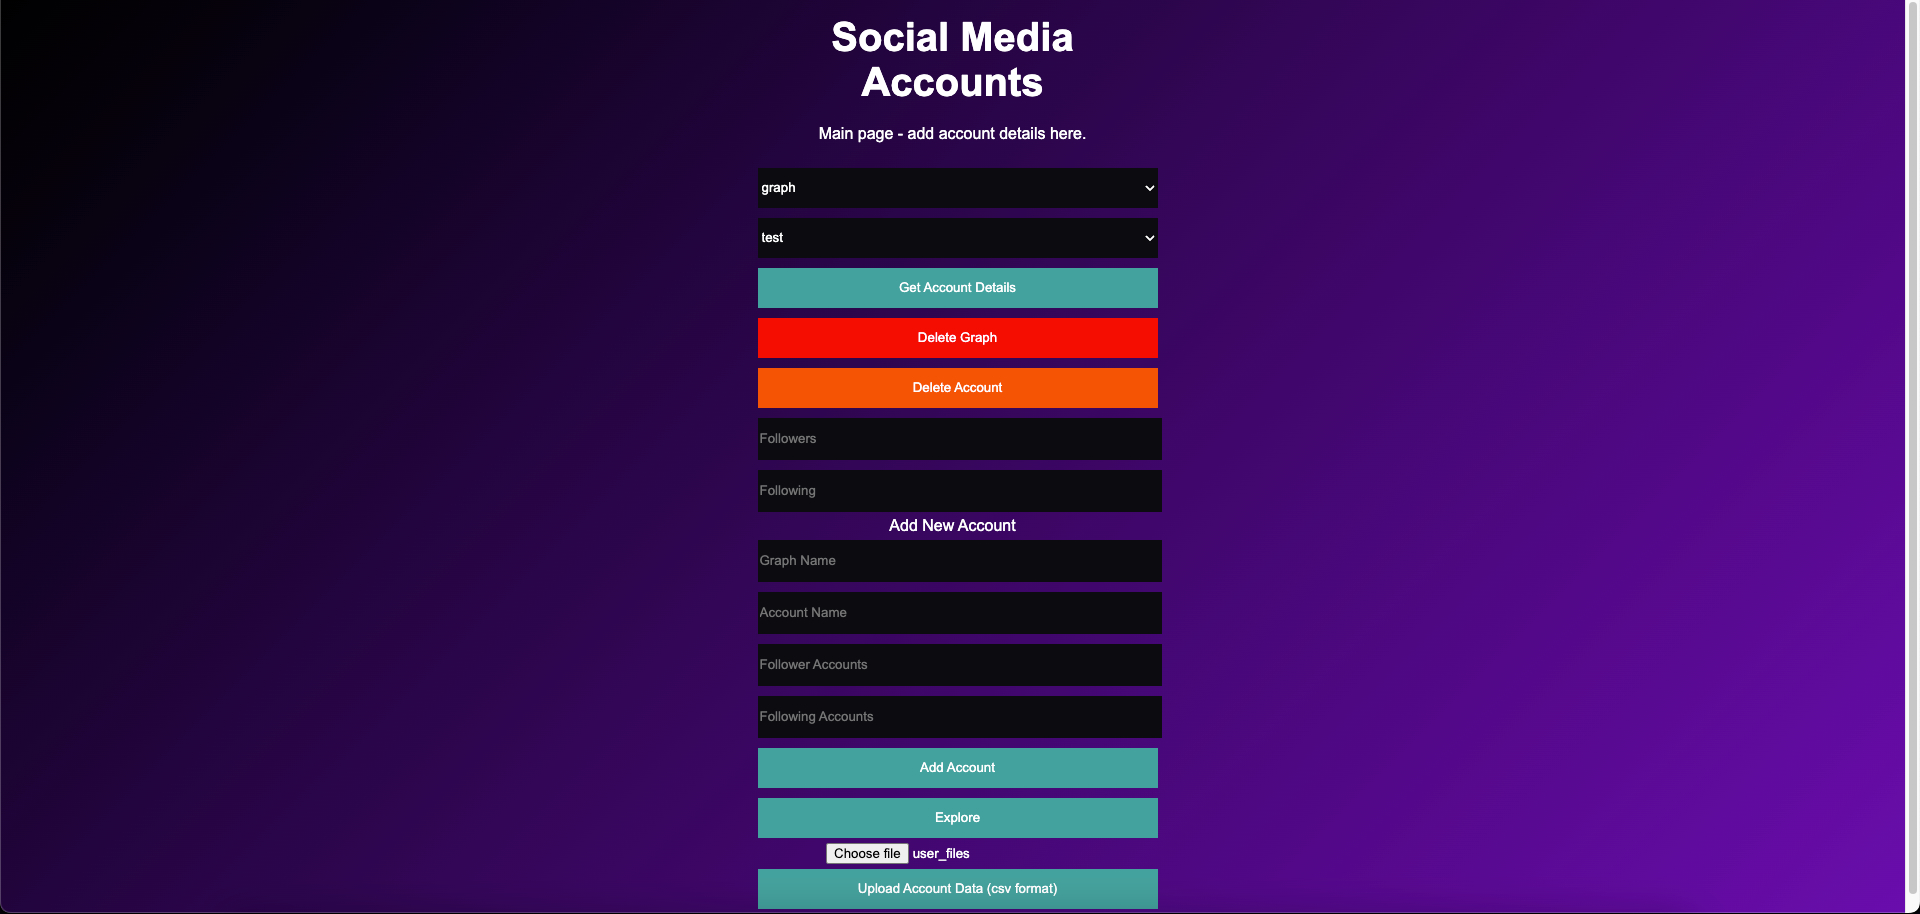 Social Media
Accounts
Main page - add account details here.
graph
test
Get Account Details
Delete Graph
Delete Account
Followers
Following
Add New Account
Graph Name
Account Name
Follower Accounts
Following Accounts
Add Account
Explore
Choose file user_files
Upload Account Data (csv format)